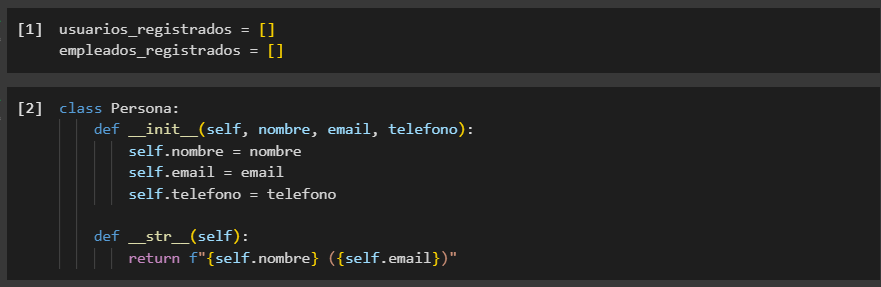 [1] usuarios_registrados = []
empleados_registrados = []
[2] class Persona:
def __init__(self, nombre, email, telefono):
self.nombre = nombre
self.email = email
self.telefono = telefono
def __str__(self):
return f"{self.nombre} ({self.email})"